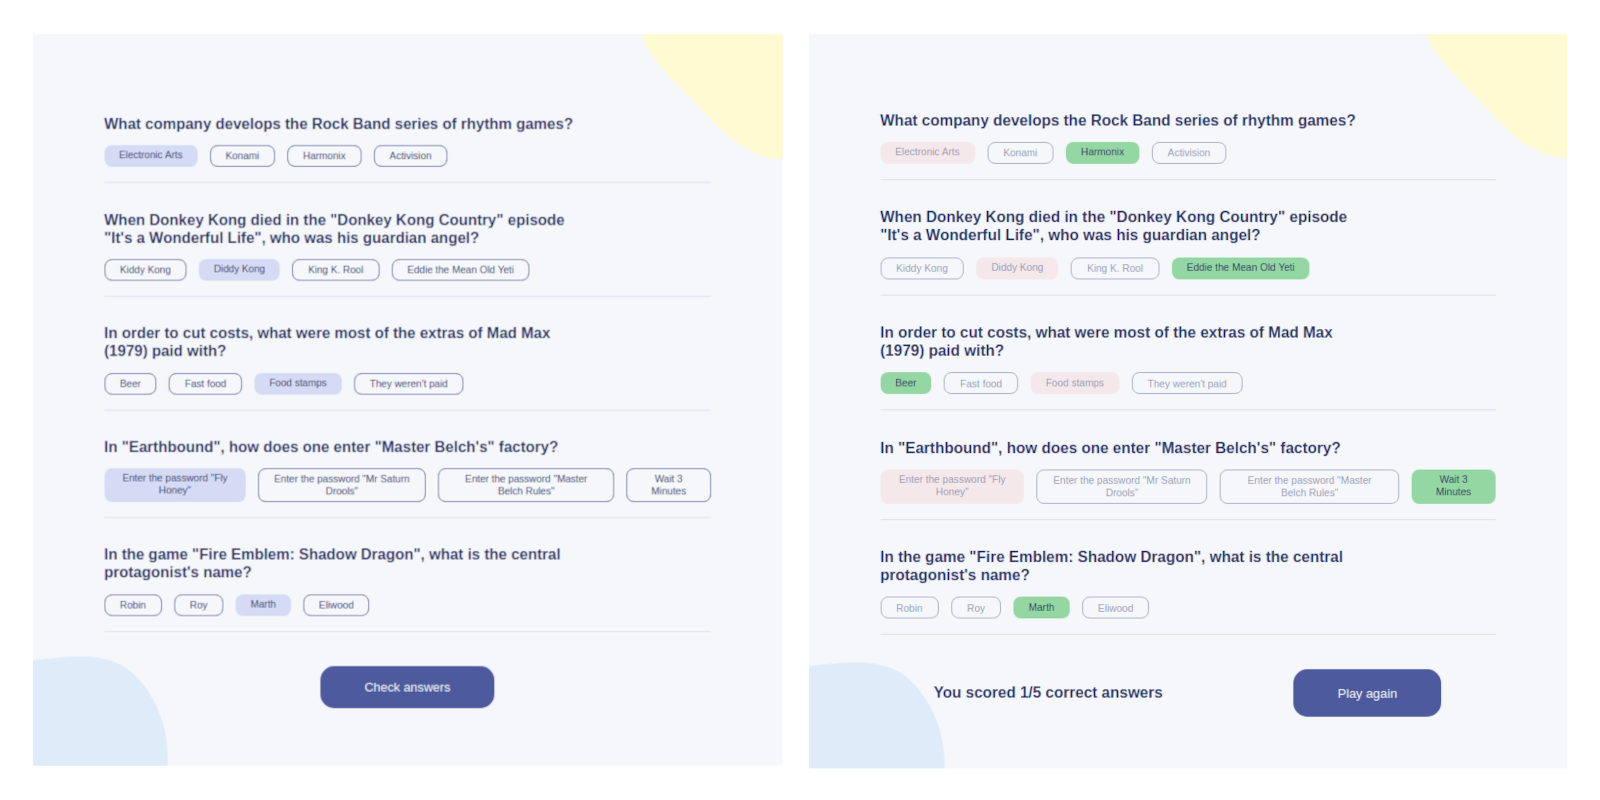 What company develops the Rock Band series of rhythm games?
Electronic Arts Konami Harmonix Activision
When Donkey Kong died in the "Donkey Kong Country" episode
"It's a Wonderful Life", who was his guardian angel?
Kiddy Kong Diddy Kong King K. Rool Eddie the Mean Old Yeti
In order to cut costs, what were most of the extras of Mad Max
(1979) paid with?
Beer Fast food Food stamps They weren't paid
In "Earthbound", how does one enter "Master Belch's" factory?
Enter the password "Fly Enter the password "Mr Saturn Enter the password "Master Wait 3
Honey" Drools" Belch Rules" Minutes
In the game "Fire Emblem: Shadow Dragon", what is the central
protagonist's name?
Robin Roy Marth Eliwood
Check answers
What company develops the Rock Band series of rhythm games?
Electronic Arts Konami Harmonix Activision
When Donkey Kong died in the "Donkey Kong Country" episode
"It's a Wonderful Life", who was his guardian angel?
Kiddy Kong Diddy Kong King K. Rool Eddie the Mean Old Yeti
In order to cut costs, what were most of the extras of Mad Max
(1979) paid with?
Beer Fast food Food stamps They weren't paid
In "Earthbound", how does one enter "Master Belch's" factory?
Enter the password "Fly Enter the password "Mr Saturn Enter the password "Master Wait 3
Honey" Drools" Belch Rules" Minutes
In the game "Fire Emblem: Shadow Dragon", what is the central
protagonist's name?
Robin Roy Marth Eliwood
You scored 1/5 correct answers Play again